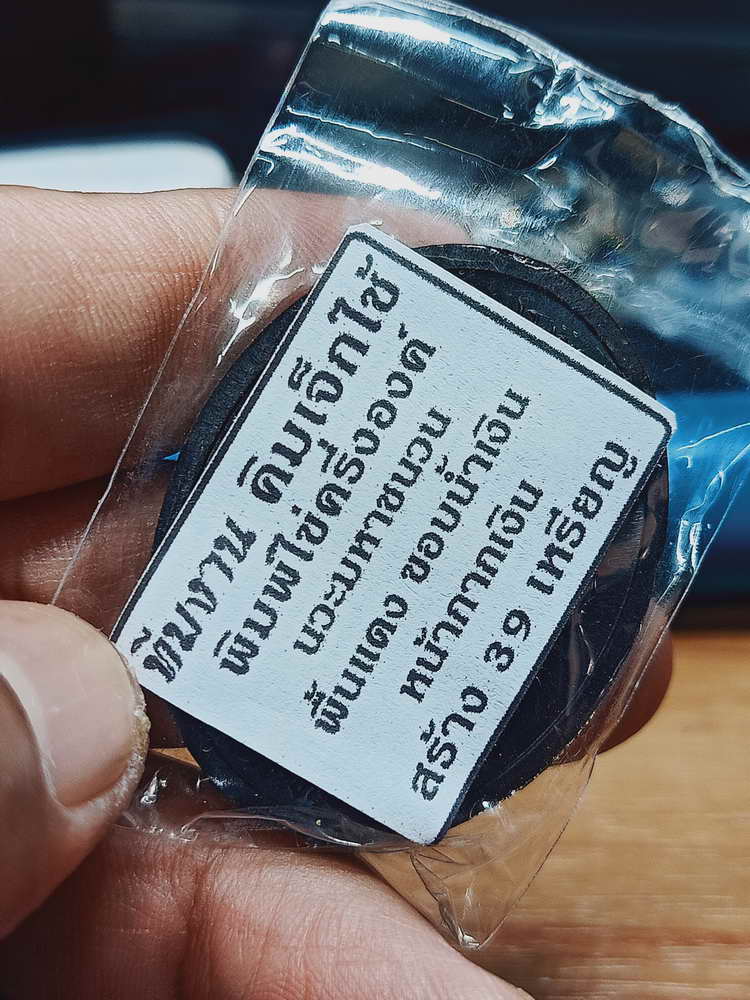 ทีมงาน ดิบเจ็กไช้
พิมพ์ไข่ครึ่งองค์
นวะมหาชนวน
พื้นแดง ขอบน้ำเงิน
หน้ากากเงิน
สร้าง 39 เหรียญ